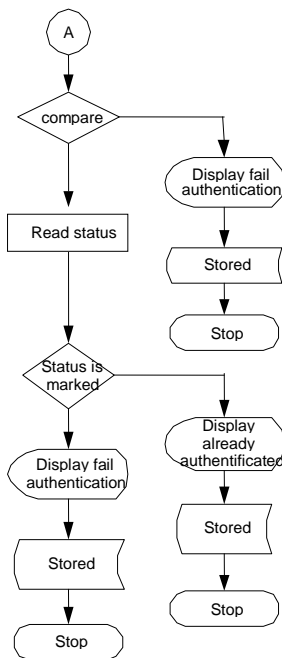 A
compare
Display fail
authentication
Read status
Stored
Stop
Status is
marked
Display
already
authentificated
Display fail
authentication
Stored
Stored
Stop
Stop